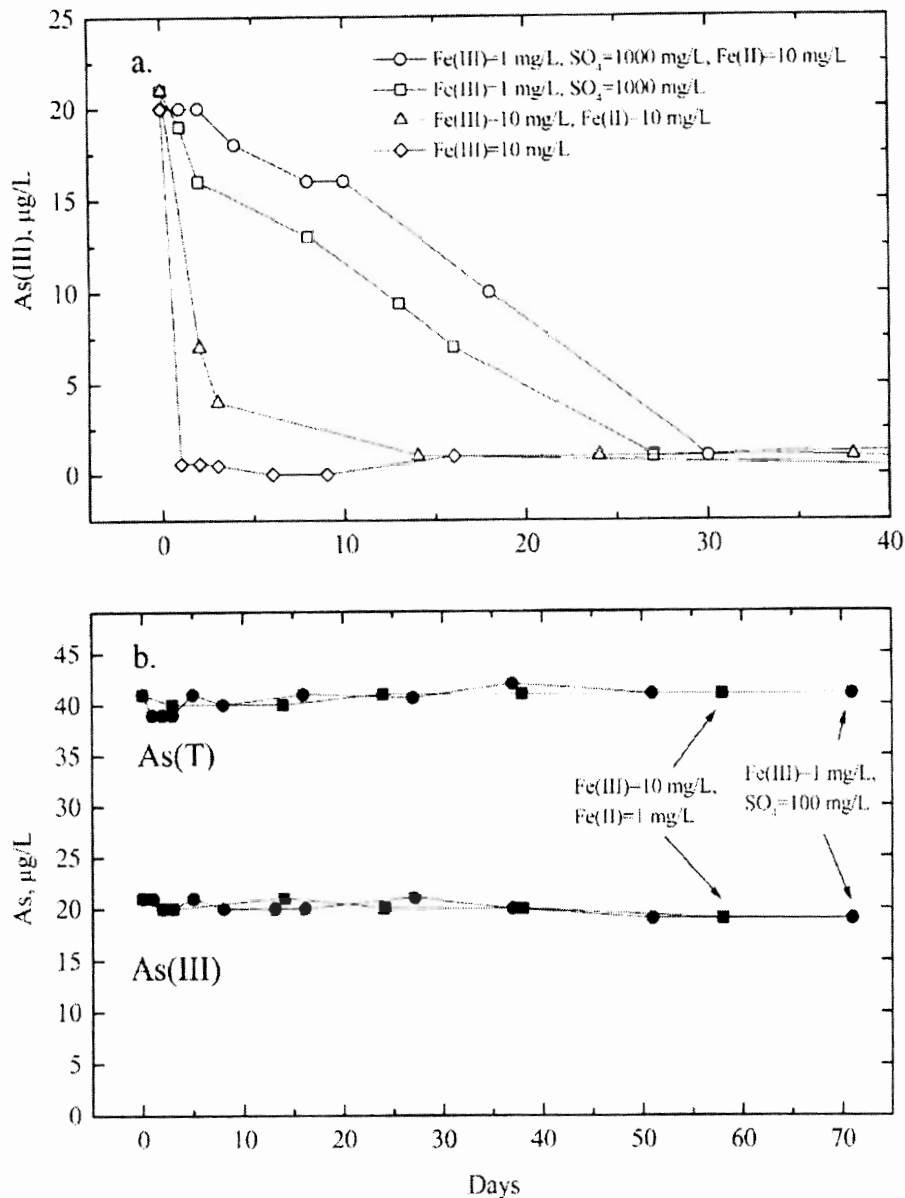 25
20
15
10
5
0
As(III), µg/L
a.
Fe(III)=1 mg/L, SO₄=1000 mg/L, Fe(II)=10 mg/L
Fe(III)=1 mg/L, SO₄=1000 mg/L
Fe(III)=10 mg/L, Fe(II)=10 mg/L
Fe(III)=10 mg/L
0 10 20 30 40
45
40
35
30
25
20
15
10
5
0
As, µg/L
b.
As(T)
Fe(III)=10 mg/L,
Fe(II)=1 mg/L
Fe(III)=1 mg/L,
SO₄=100 mg/L
As(III)
0 10 20 30 40 50 60 70
Days